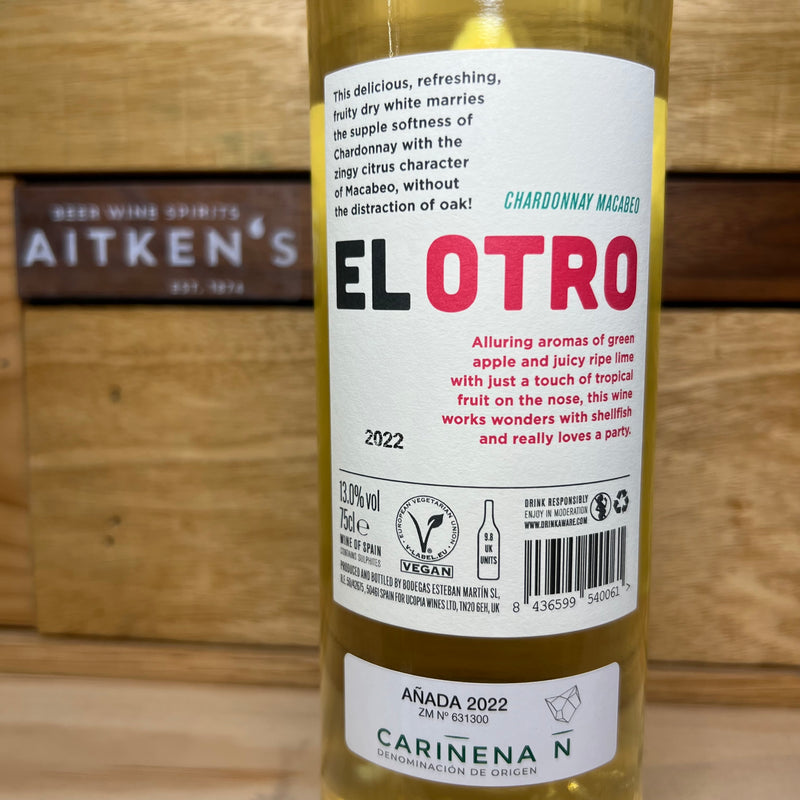 BEER WINE SPIRITS
AITKEN'S
EST. 1874
This delicious, refreshing,
fruity dry white marries
the supple softness of
Chardonnay with the
zingy citrus character
of Macabeo, without
the distraction of oak!
CHARDONNAY MACABEO
EL OTRO
Alluring aromas of green
apple and juicy ripe lime
with just a touch of tropical
fruit on the nose, this wine
works wonders with shellfish
and really loves a party.
2022
13.0% vol
75cl e
WINE OF SPAIN
CONTAINS SULPHITES
EUROPEAN VEGETARIAN UNION
V-LABEL.EU
VEGAN
9.8
UK
UNITS
DRINK RESPONSIBLY
ENJOY IN MODERATION
WWW.DRINKAWARE.COM
PRODUCED AND BOTTLED BY BODEGAS ESTEBAN MARTÍN SL,
50461 SPAIN FOR UCOPIA WINES LTD, TN20 6EH, UK
8 436599 540061 >
AÑADA 2022
ZM Nº 631300
CARIÑENA Ñ
DENOMINACIÓN DE ORIGEN